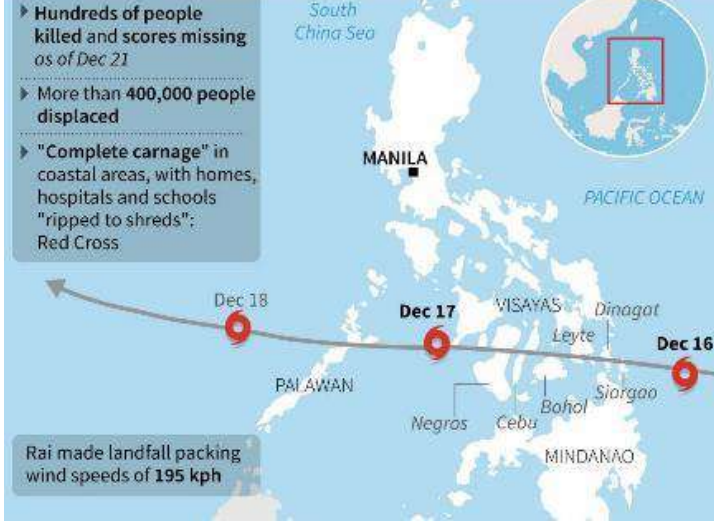 Hundreds of people
killed and scores missing
as of Dec 21
More than 400,000 people
displaced
"Complete carnage" in
coastal areas, with homes,
hospitals and schools
"ripped to shreds":
Red Cross
South
China Sea
MANILA
PACIFIC OCEAN
Dec 18
Dec 17
VISAYAS
Dinagat
Leyte
Dec 16
PALAWAN
Negros
Cebu
Bohol
Siargao
MINDANAO
Rai made landfall packing
wind speeds of 195 kph